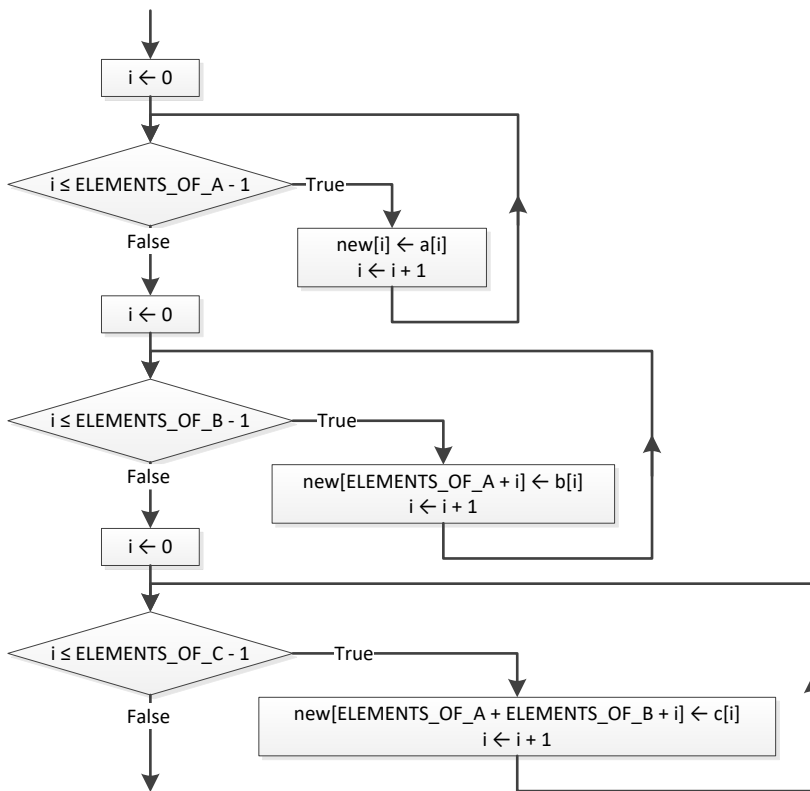 i ← 0
i ≤ ELEMENTS_OF_A - 1
True
new[i] ← a[i]
i ← i + 1
False
i ← 0
i ≤ ELEMENTS_OF_B - 1
True
new[ELEMENTS_OF_A + i] ← b[i]
i ← i + 1
False
i ← 0
i ≤ ELEMENTS_OF_C - 1
True
new[ELEMENTS_OF_A + ELEMENTS_OF_B + i] ← c[i]
i ← i + 1
False